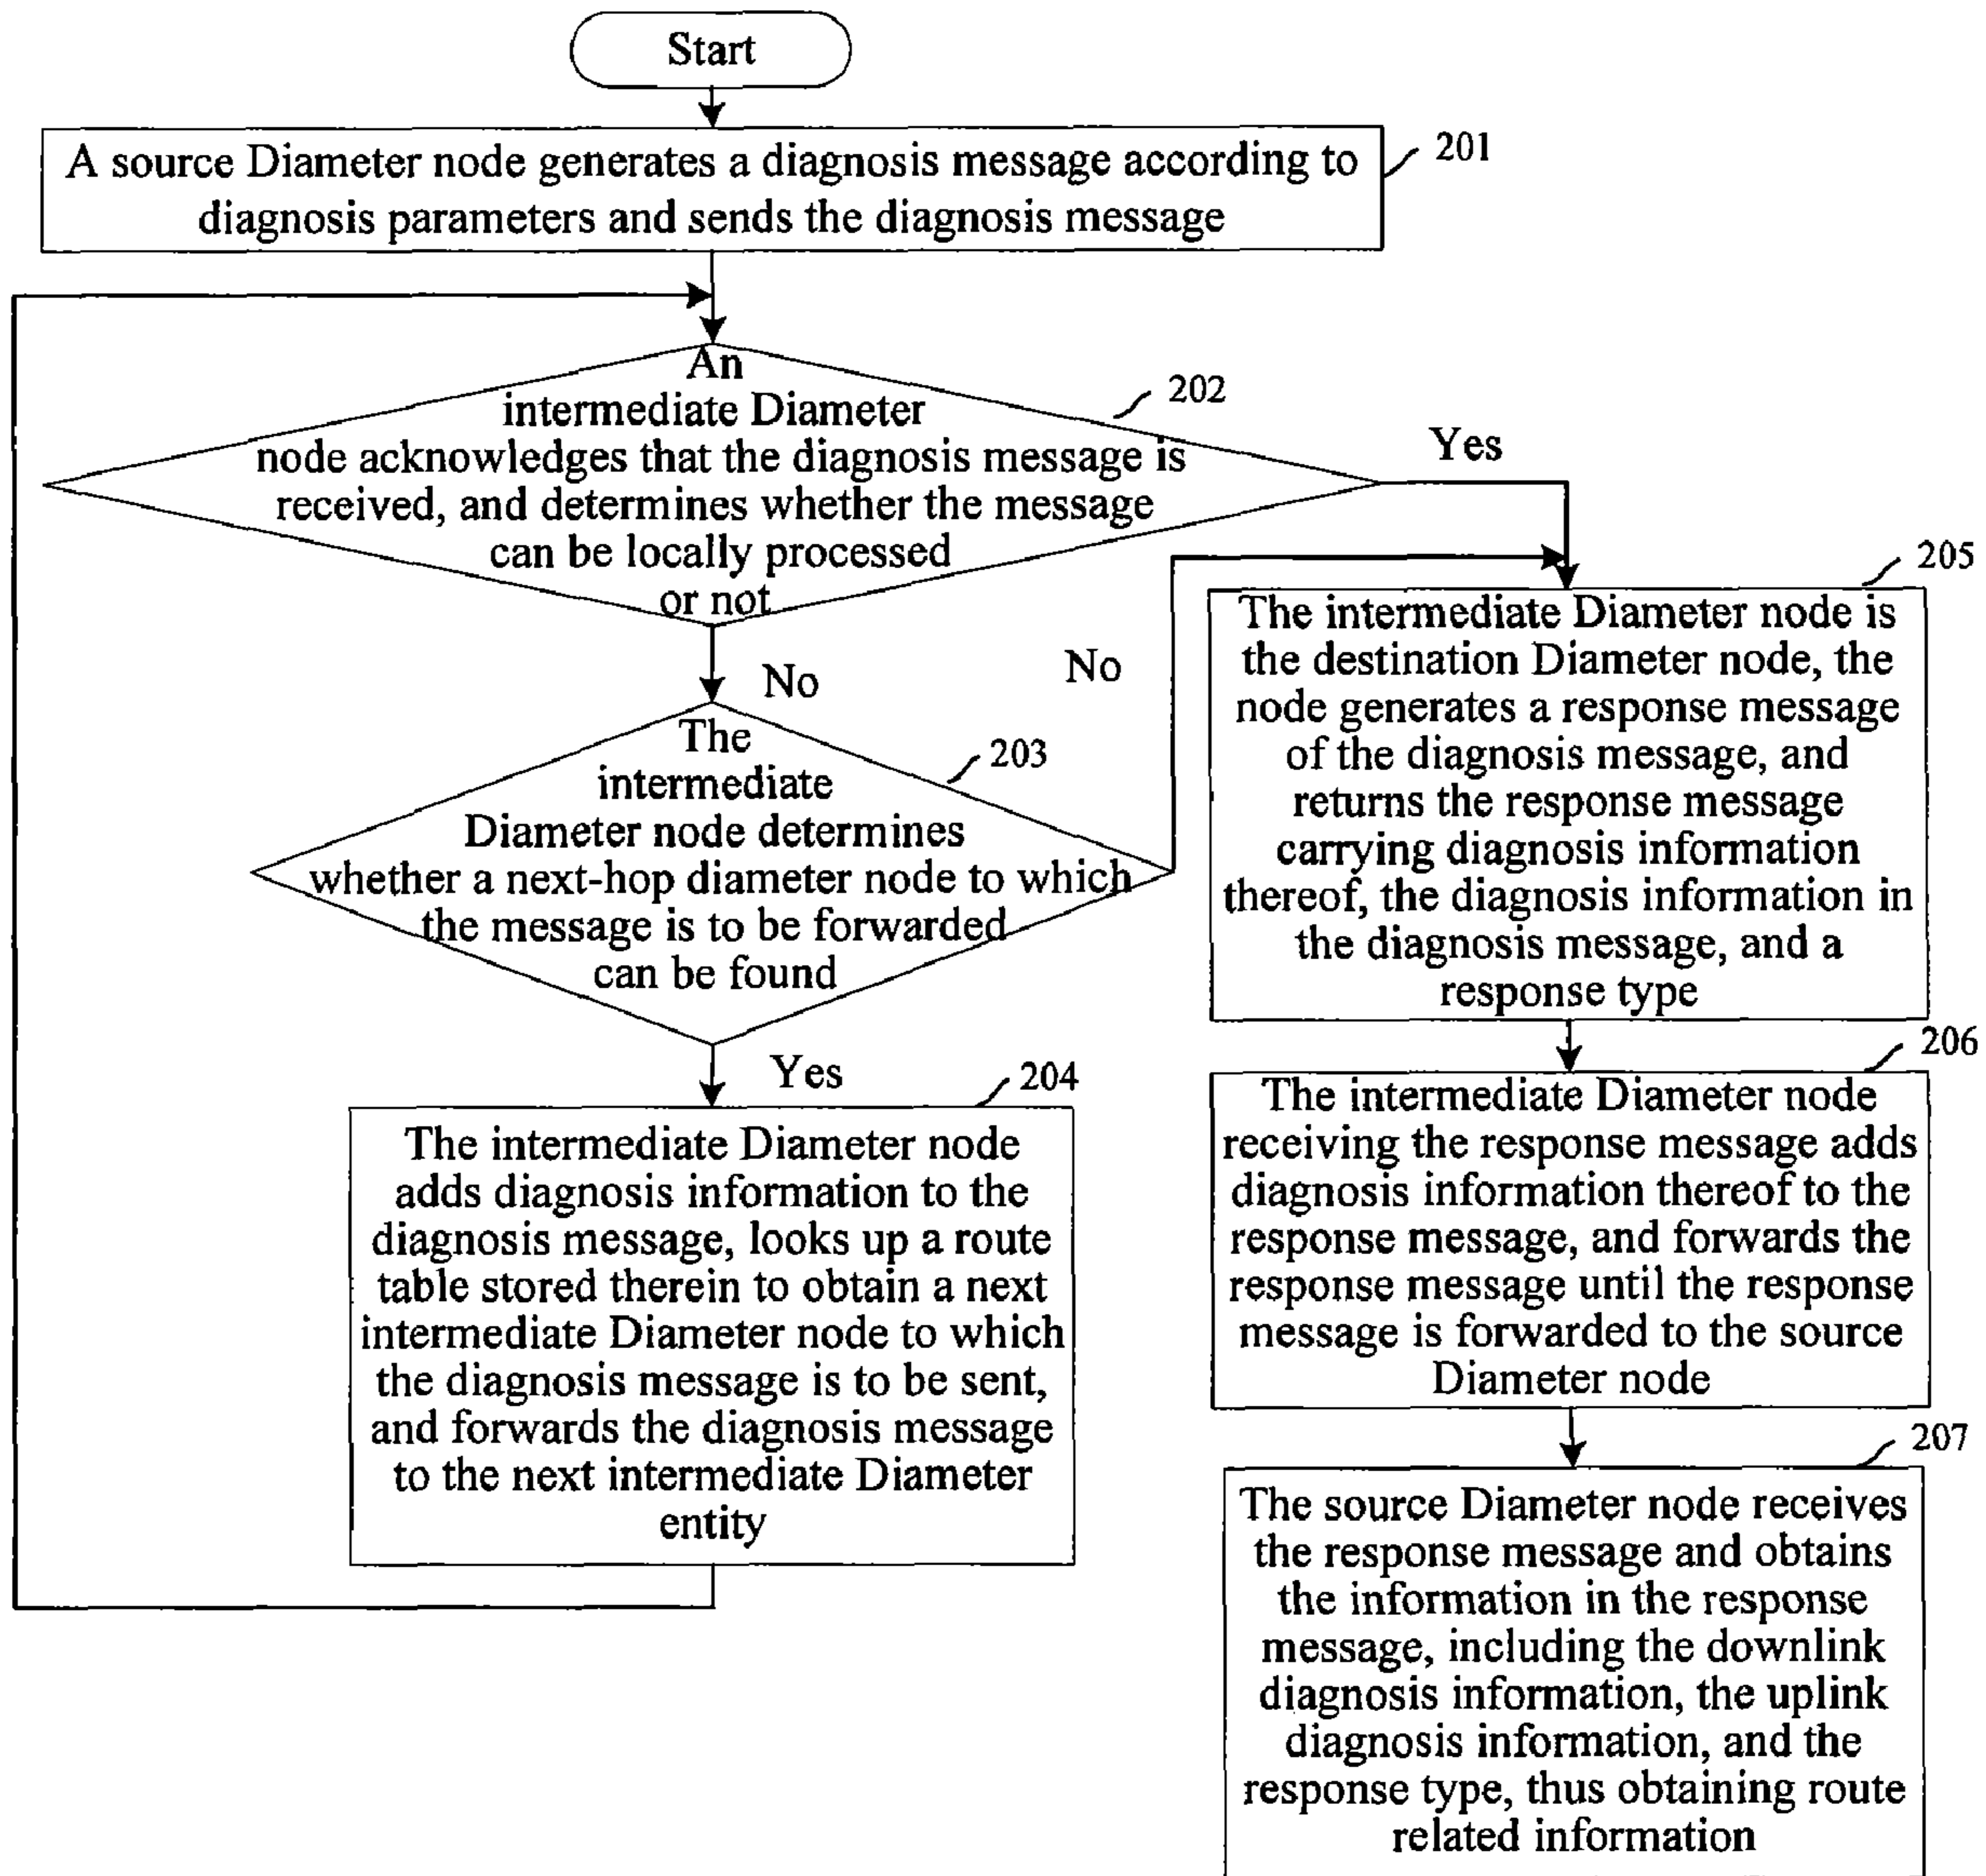 Start
A source Diameter node generates a diagnosis message according to
diagnosis parameters and sends the diagnosis message
201
An
intermediate Diameter
node acknowledges that the diagnosis message is
received, and determines whether the message
can be locally processed
or not
202
Yes
No
The
intermediate
Diameter node determines
whether a next-hop diameter node to which
the message is to be forwarded
can be found
203
No
Yes
204
The intermediate Diameter node
adds diagnosis information to the
diagnosis message, looks up a route
table stored therein to obtain a next
intermediate Diameter node to which
the diagnosis message is to be sent,
and forwards the diagnosis message
to the next intermediate Diameter
entity
205
The intermediate Diameter node is
the destination Diameter node, the
node generates a response message
of the diagnosis message, and
returns the response message
carrying diagnosis information
thereof, the diagnosis information in
the diagnosis message, and a
response type
206
The intermediate Diameter node
receiving the response message adds
diagnosis information thereof to the
response message, and forwards the
response message until the response
message is forwarded to the source
Diameter node
207
The source Diameter node receives
the response message and obtains
the information in the response
message, including the downlink
diagnosis information, the uplink
diagnosis information, and the
response type, thus obtaining route
related information